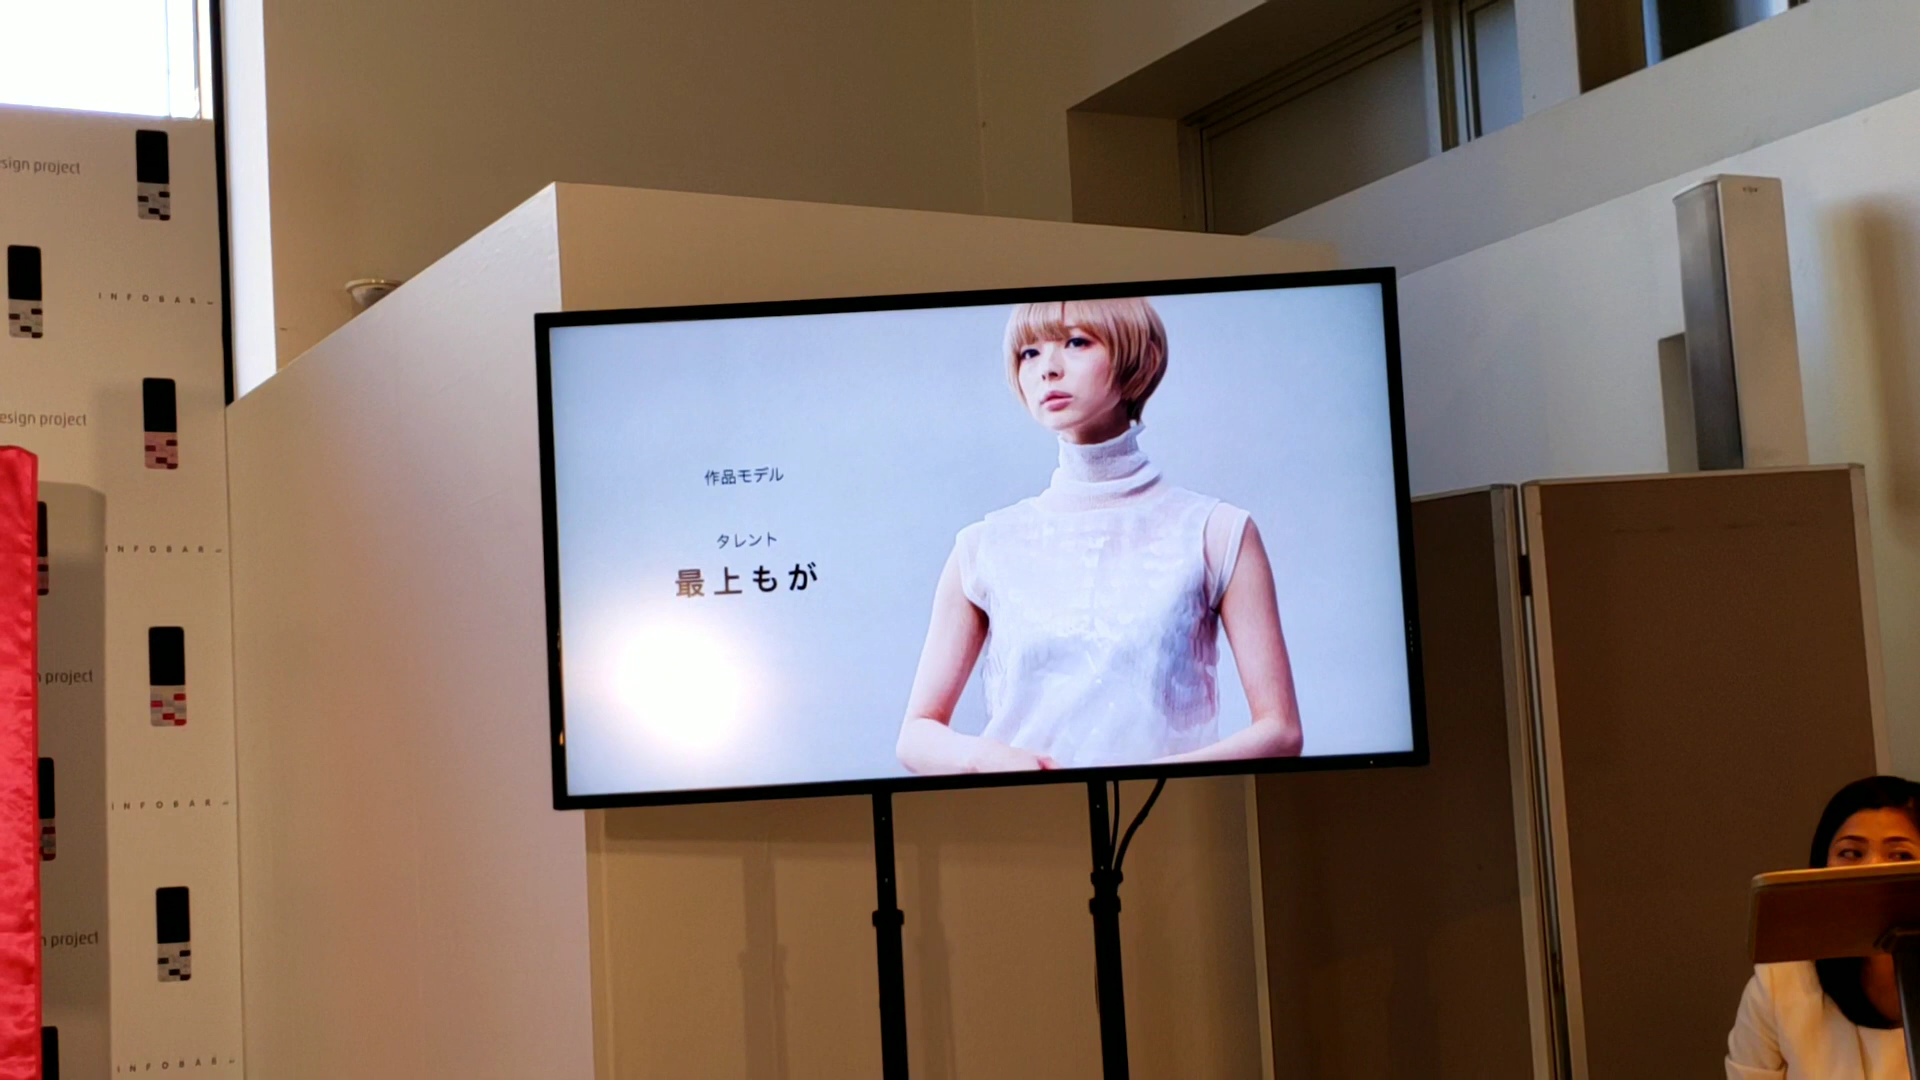 esign project
INFOBAR
esign project
INFOBAR
n project
INFOBAR
n project
INFOBAR
作品モデル
タレント
最上もが